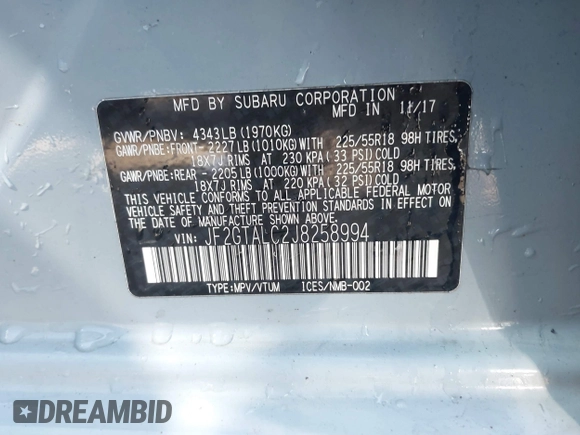 MFD BY SUBARU CORPORATION
MFD IN 11/17
GVWR/PNBV: 4343LB (1970KG)
GAWR/PNBE:FRONT-2227LB(1010KG)WITH 225/55R18 98H TIRES,
18X7J RIMS AT 230 KPA(33 PSI)COLD
GAWR/PNBE:REAR -2205LB(1000KG)WITH 225/55R18 98H TIRES,
18X7J RIMS AT 220 KPA(32 PSI)COLD
THIS VEHICLE CONFORMS TO ALL APPLICABLE FEDERAL MOTOR
VEHICLE SAFETY AND THEFT PREVENTION STANDARDS IN EFFECT ON
THE DATE OF MANUFACTURE SHOWN ABOVE.
VIN: JF2GTALC2J8258994
TYPE:MPV/VTUM ICES/NMB-002
DREAMBID